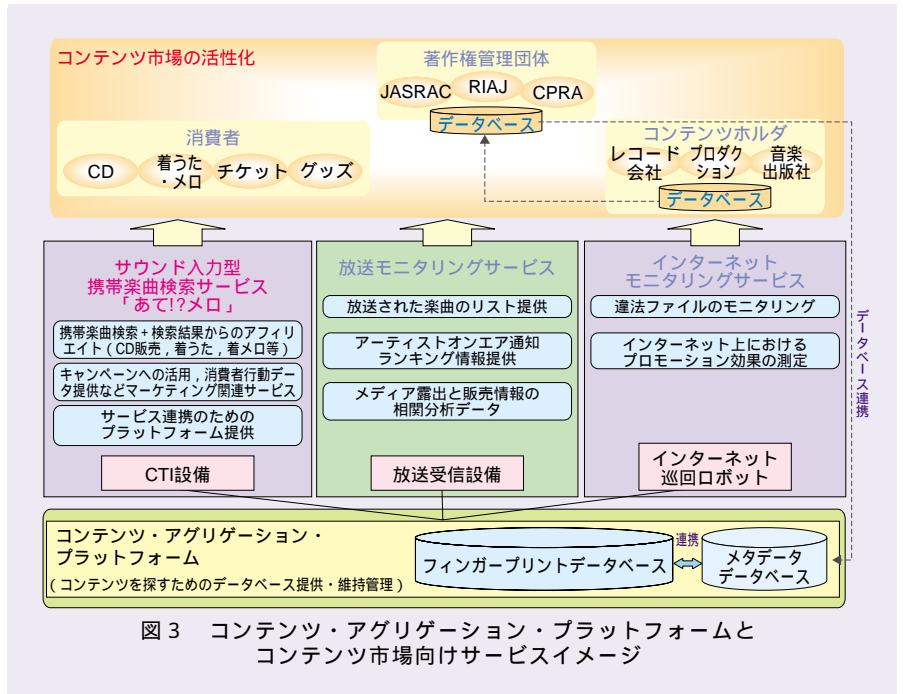 コンテンツ市場の活性化
著作権管理団体
JASRAC
RIAJ
CPRA
データベース
消費者
CD
着うた
・メロ
チケット
グッズ
コンテンツホルダ
レコード
会社
プロダク
ション
音楽
出版社
データベース
サウンド入力型
携帯楽曲検索サービス
「あて!?メロ」
携帯楽曲検索+検索結果からのアフィリ
エイト(CD販売,着うた,着メロ等)
キャンペーンへの活用,消費者行動デー
タ提供などマーケティング関連サービス
サービス連携のための
プラットフォーム提供
CTI設備
放送モニタリングサービス
放送された楽曲のリスト提供
アーティストオンエア通知
ランキング情報提供
メディア露出と販売情報の
相関分析データ
放送受信設備
インターネット
モニタリングサービス
違法ファイルのモニタリング
インターネット上における
プロモーション効果の測定
インターネット
巡回ロボット
データベース連携
コンテンツ・アグリゲーション・
プラットフォーム
(コンテンツを探すためのデータベース提供・維持管理)
フィンガープリントデータベース
連携
メタデータ
データベース
図3 コンテンツ・アグリゲーション・プラットフォームと
コンテンツ市場向けサービスイメージ